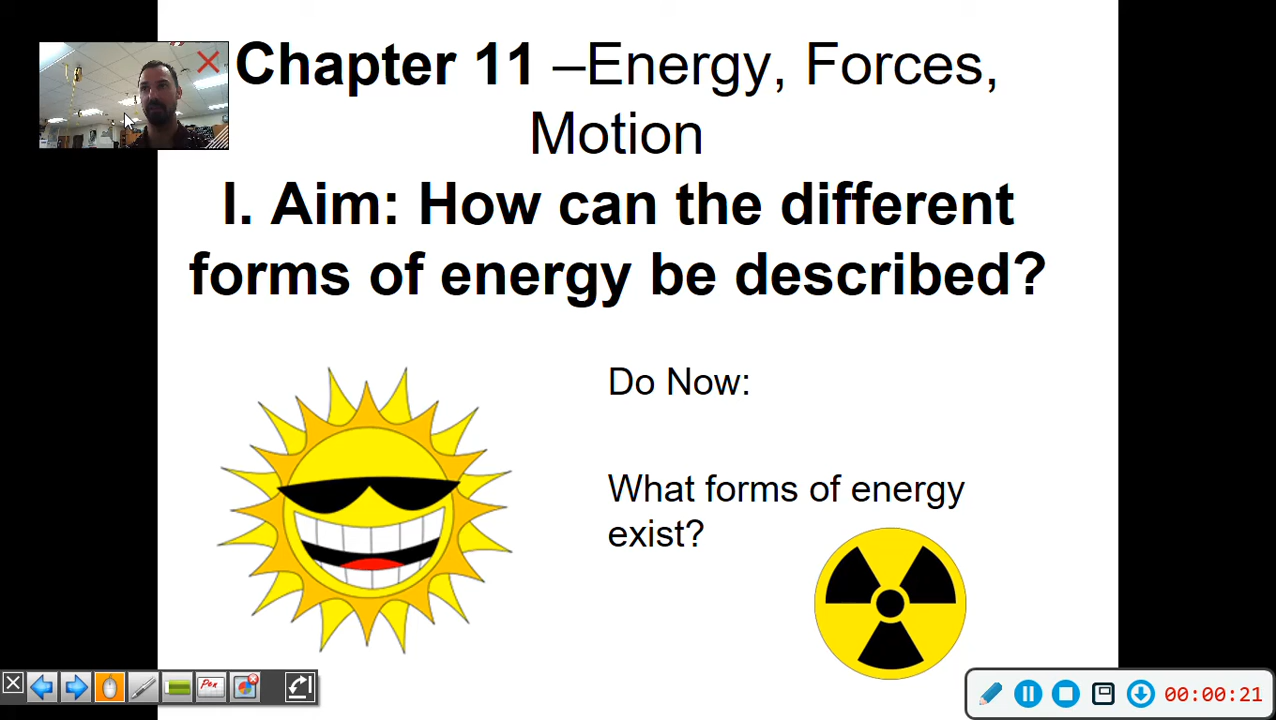 Chapter 11 –Energy, Forces,
Motion
I. Aim: How can the different
forms of energy be described?
Do Now:
What forms of energy
exist?
Pen
00:00:21